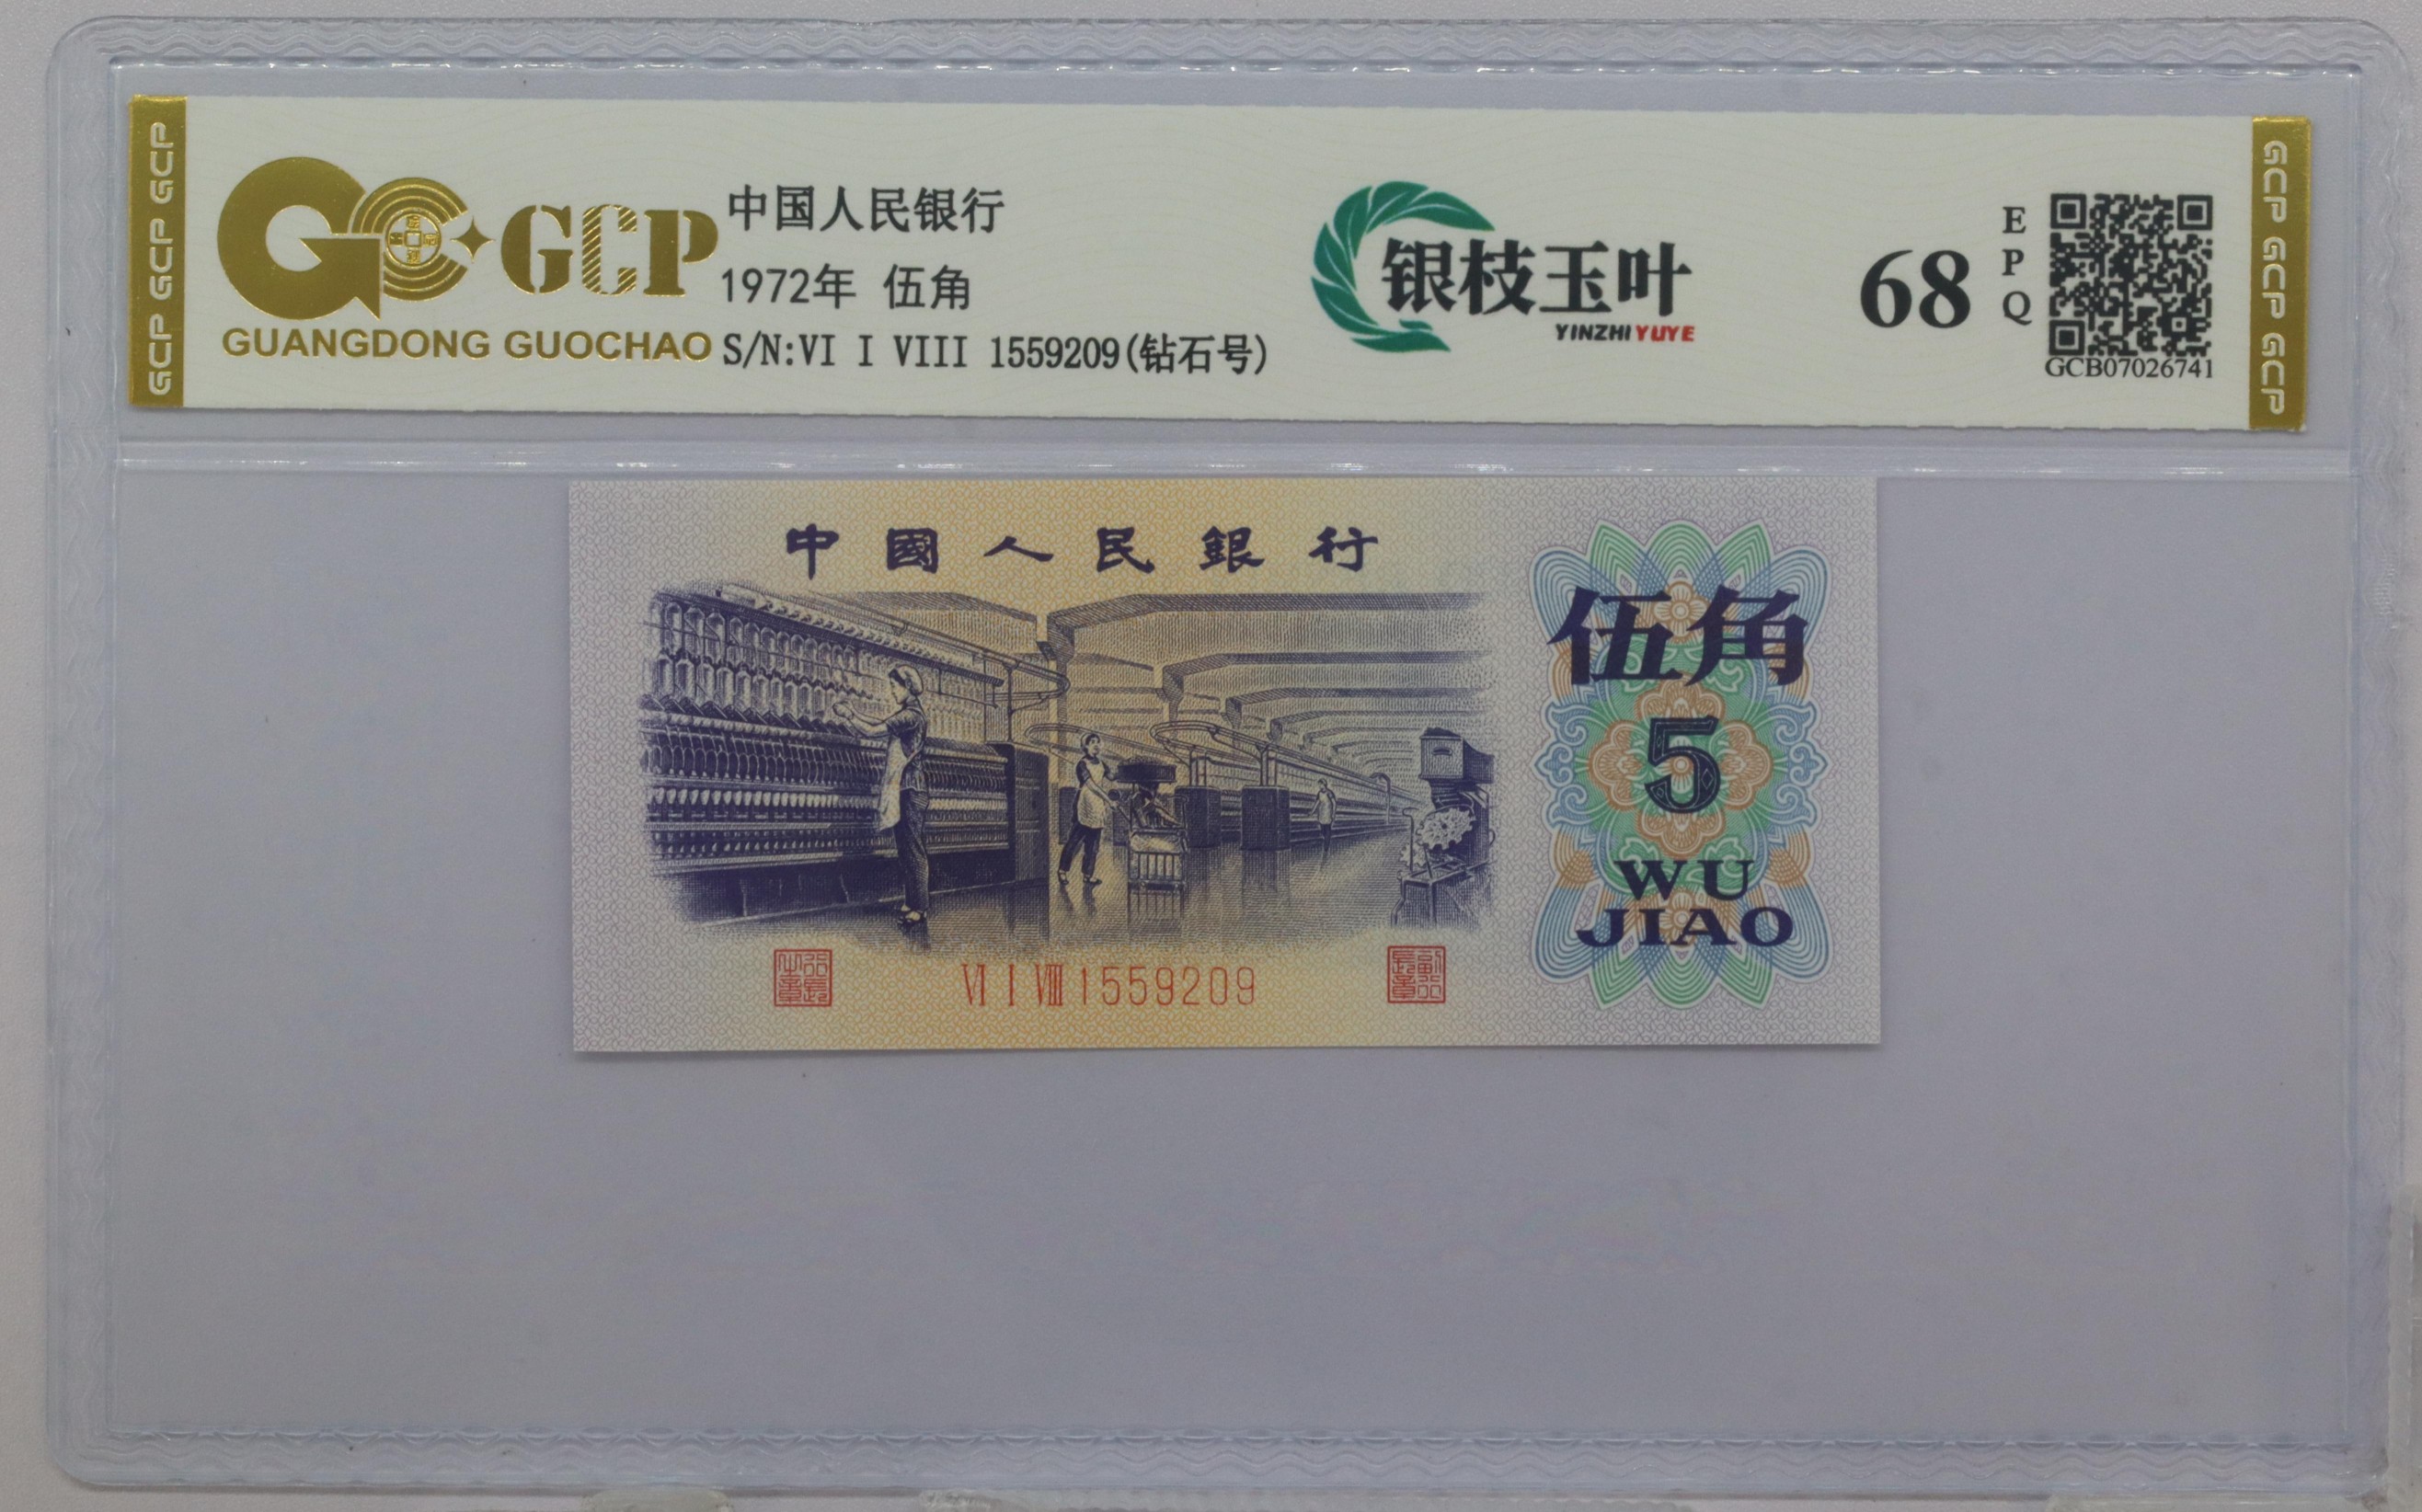 GCP GCP GCP
GCP
GUANGDONG GUOCHAO
中国人民银行
1972年 伍角
S/N:VI I VIII 1559209(钻石号)
银枝玉叶
YINZHI YUYE
68
EPQ
GCB07026741
GCP GCP GCP
中國人民銀行
伍角
5
WU
JIAO
VI I VIII 1559209